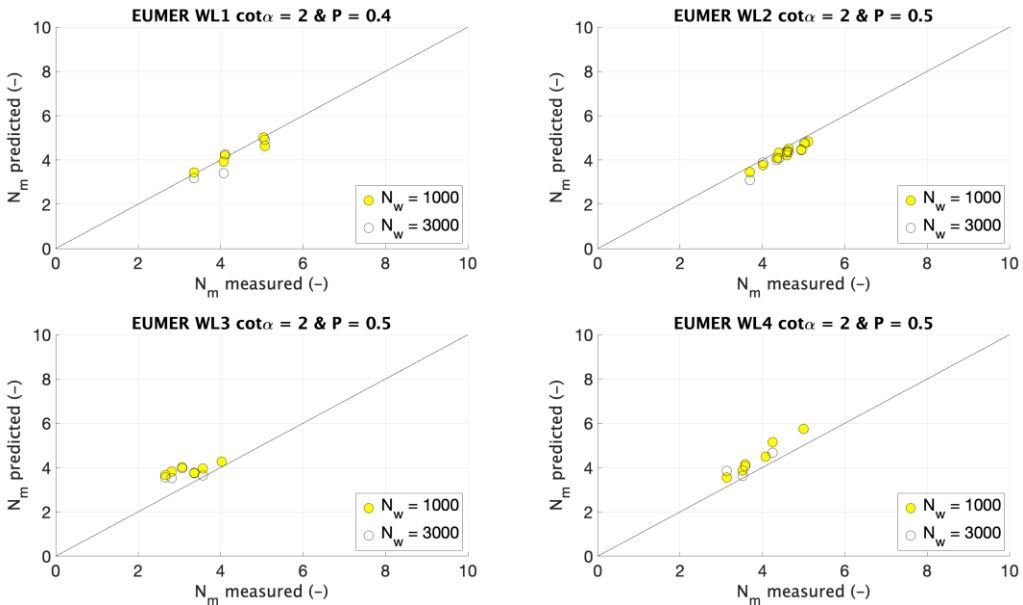 EUMER WL1 cotα = 2 & P = 0.4
10
8
6
4
2
0
N_m predicted (-)
0 2 4 6 8 10
N_m measured (-)
N_w = 1000
N_w = 3000
EUMER WL2 cotα = 2 & P = 0.5
10
8
6
4
2
0
N_m predicted (-)
0 2 4 6 8 10
N_m measured (-)
N_w = 1000
N_w = 3000
EUMER WL3 cotα = 2 & P = 0.5
10
8
6
4
2
0
N_m predicted (-)
0 2 4 6 8 10
N_m measured (-)
N_w = 1000
N_w = 3000
EUMER WL4 cotα = 2 & P = 0.5
10
8
6
4
2
0
N_m predicted (-)
0 2 4 6 8 10
N_m measured (-)
N_w = 1000
N_w = 3000